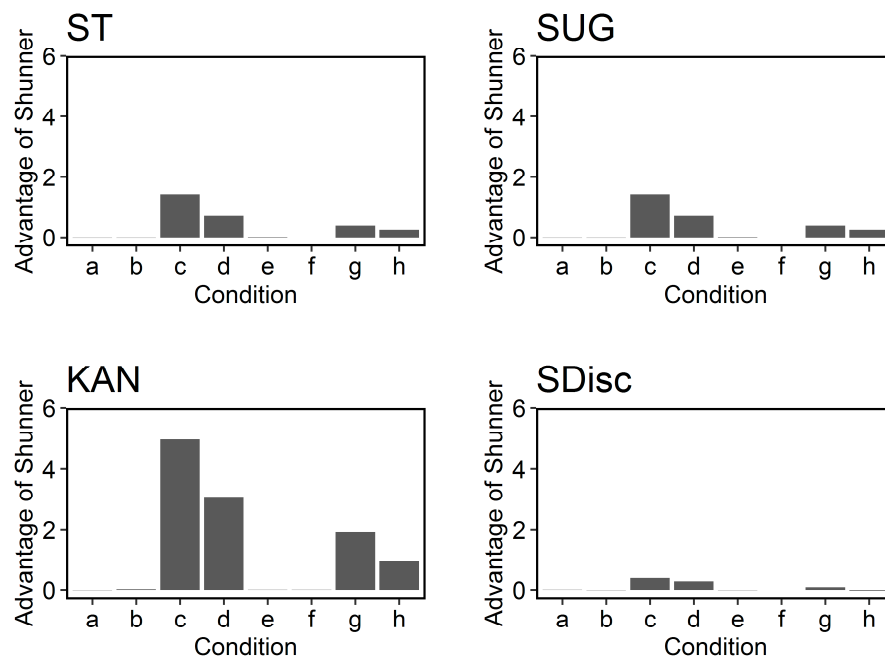 ST
Advantage of Shunner
6
4
2
0
a b c d e f g h
Condition
SUG
Advantage of Shunner
6
4
2
0
a b c d e f g h
Condition
KAN
Advantage of Shunner
6
4
2
0
a b c d e f g h
Condition
SDisc
Advantage of Shunner
6
4
2
0
a b c d e f g h
Condition